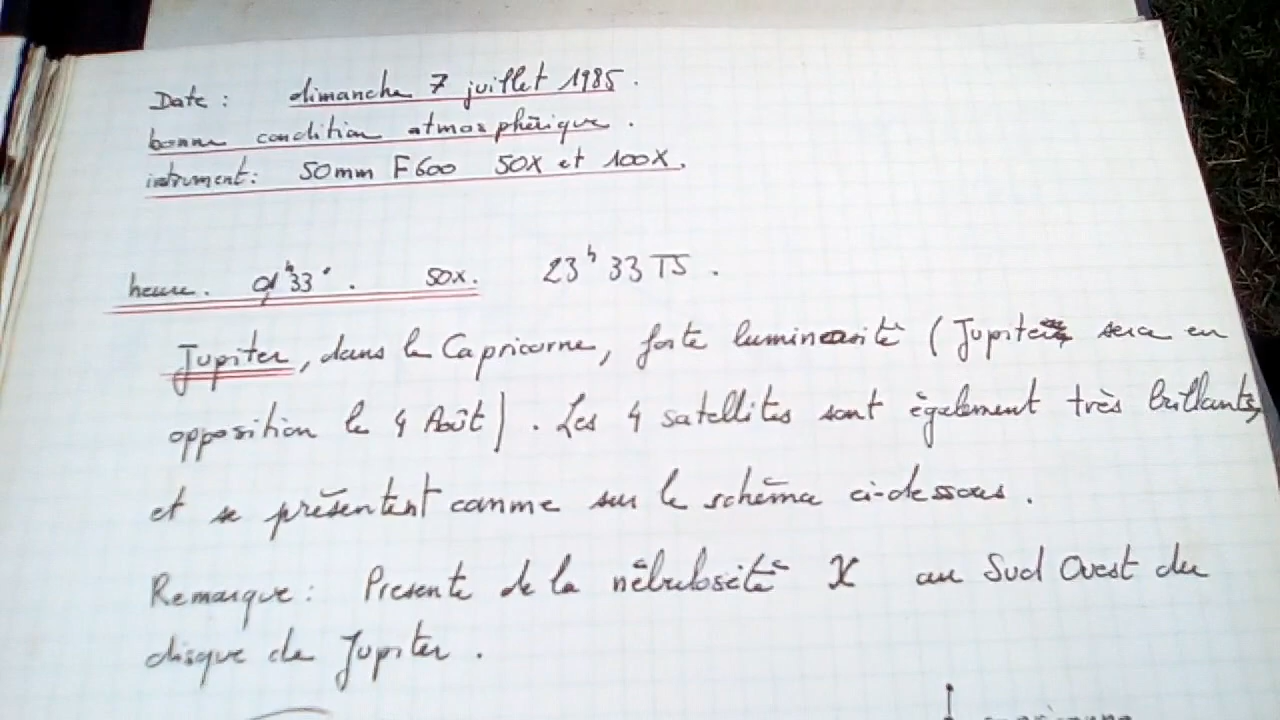 Date : dimanche 7 juillet 1985.
bonne condition atmosphérique.
instrument: 50mm F600 50X et 100X.
heure. 01h33'. 50x. 23h33 TS.
Jupiter, dans le Capricorne, forte luminosité (Jupiter sera en
opposition le 4 Août). Les 4 satellites sont également très brillants,
et se présentent comme sur le schéma ci-dessous.
Remarque: Presente de la nébulosité X au Sud Ouest du
disque de Jupiter.